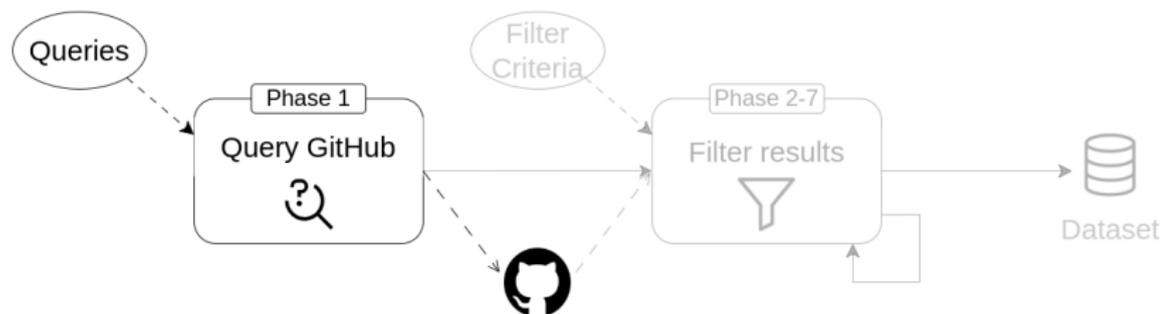 Queries
Filter
Criteria
Phase 1
Phase 2-7
Query GitHub
Filter results
Dataset